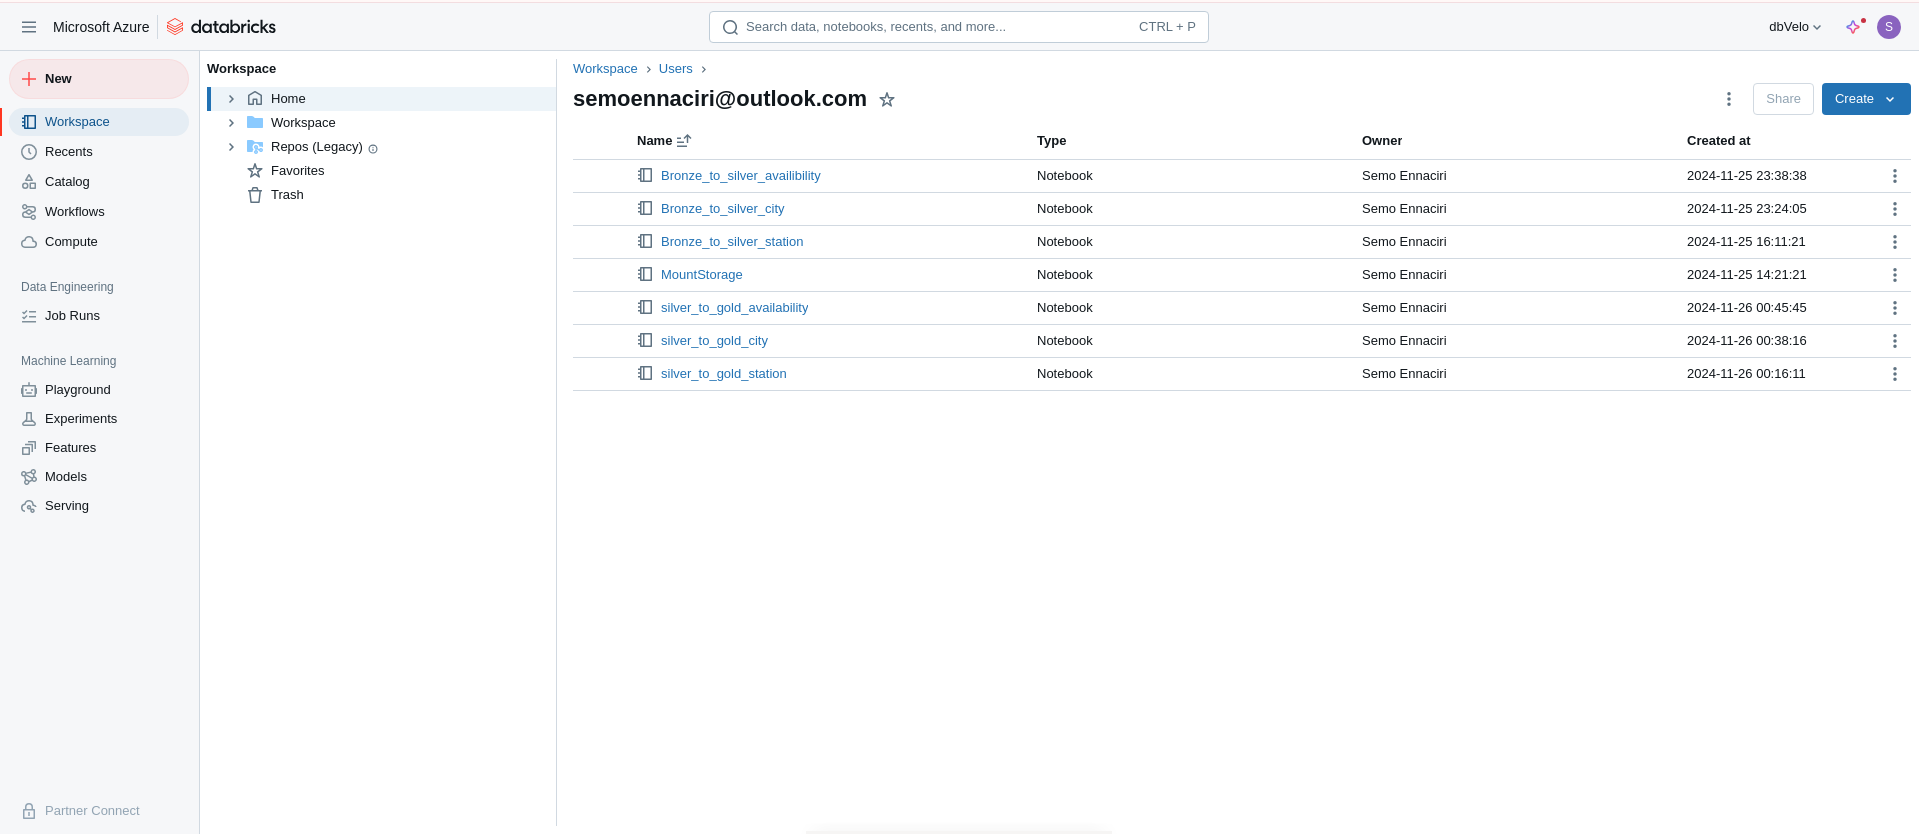 Microsoft Azure databricks Search data, notebooks, recents, and more... CTRL + P dbVelo S
New
Workspace
Recents
Catalog
Workflows
Compute
Data Engineering
Job Runs
Machine Learning
Playground
Experiments
Features
Models
Serving
Partner Connect
Workspace
Home
Workspace
Repos (Legacy)
Favorites
Trash
Workspace › Users ›
semoennaciri@outlook.com Share Create
Name Type Owner Created at
Bronze_to_silver_availibility Notebook Semo Ennaciri 2024-11-25 23:38:38
Bronze_to_silver_city Notebook Semo Ennaciri 2024-11-25 23:24:05
Bronze_to_silver_station Notebook Semo Ennaciri 2024-11-25 16:11:21
MountStorage Notebook Semo Ennaciri 2024-11-25 14:21:21
silver_to_gold_availability Notebook Semo Ennaciri 2024-11-26 00:45:45
silver_to_gold_city Notebook Semo Ennaciri 2024-11-26 00:38:16
silver_to_gold_station Notebook Semo Ennaciri 2024-11-26 00:16:11